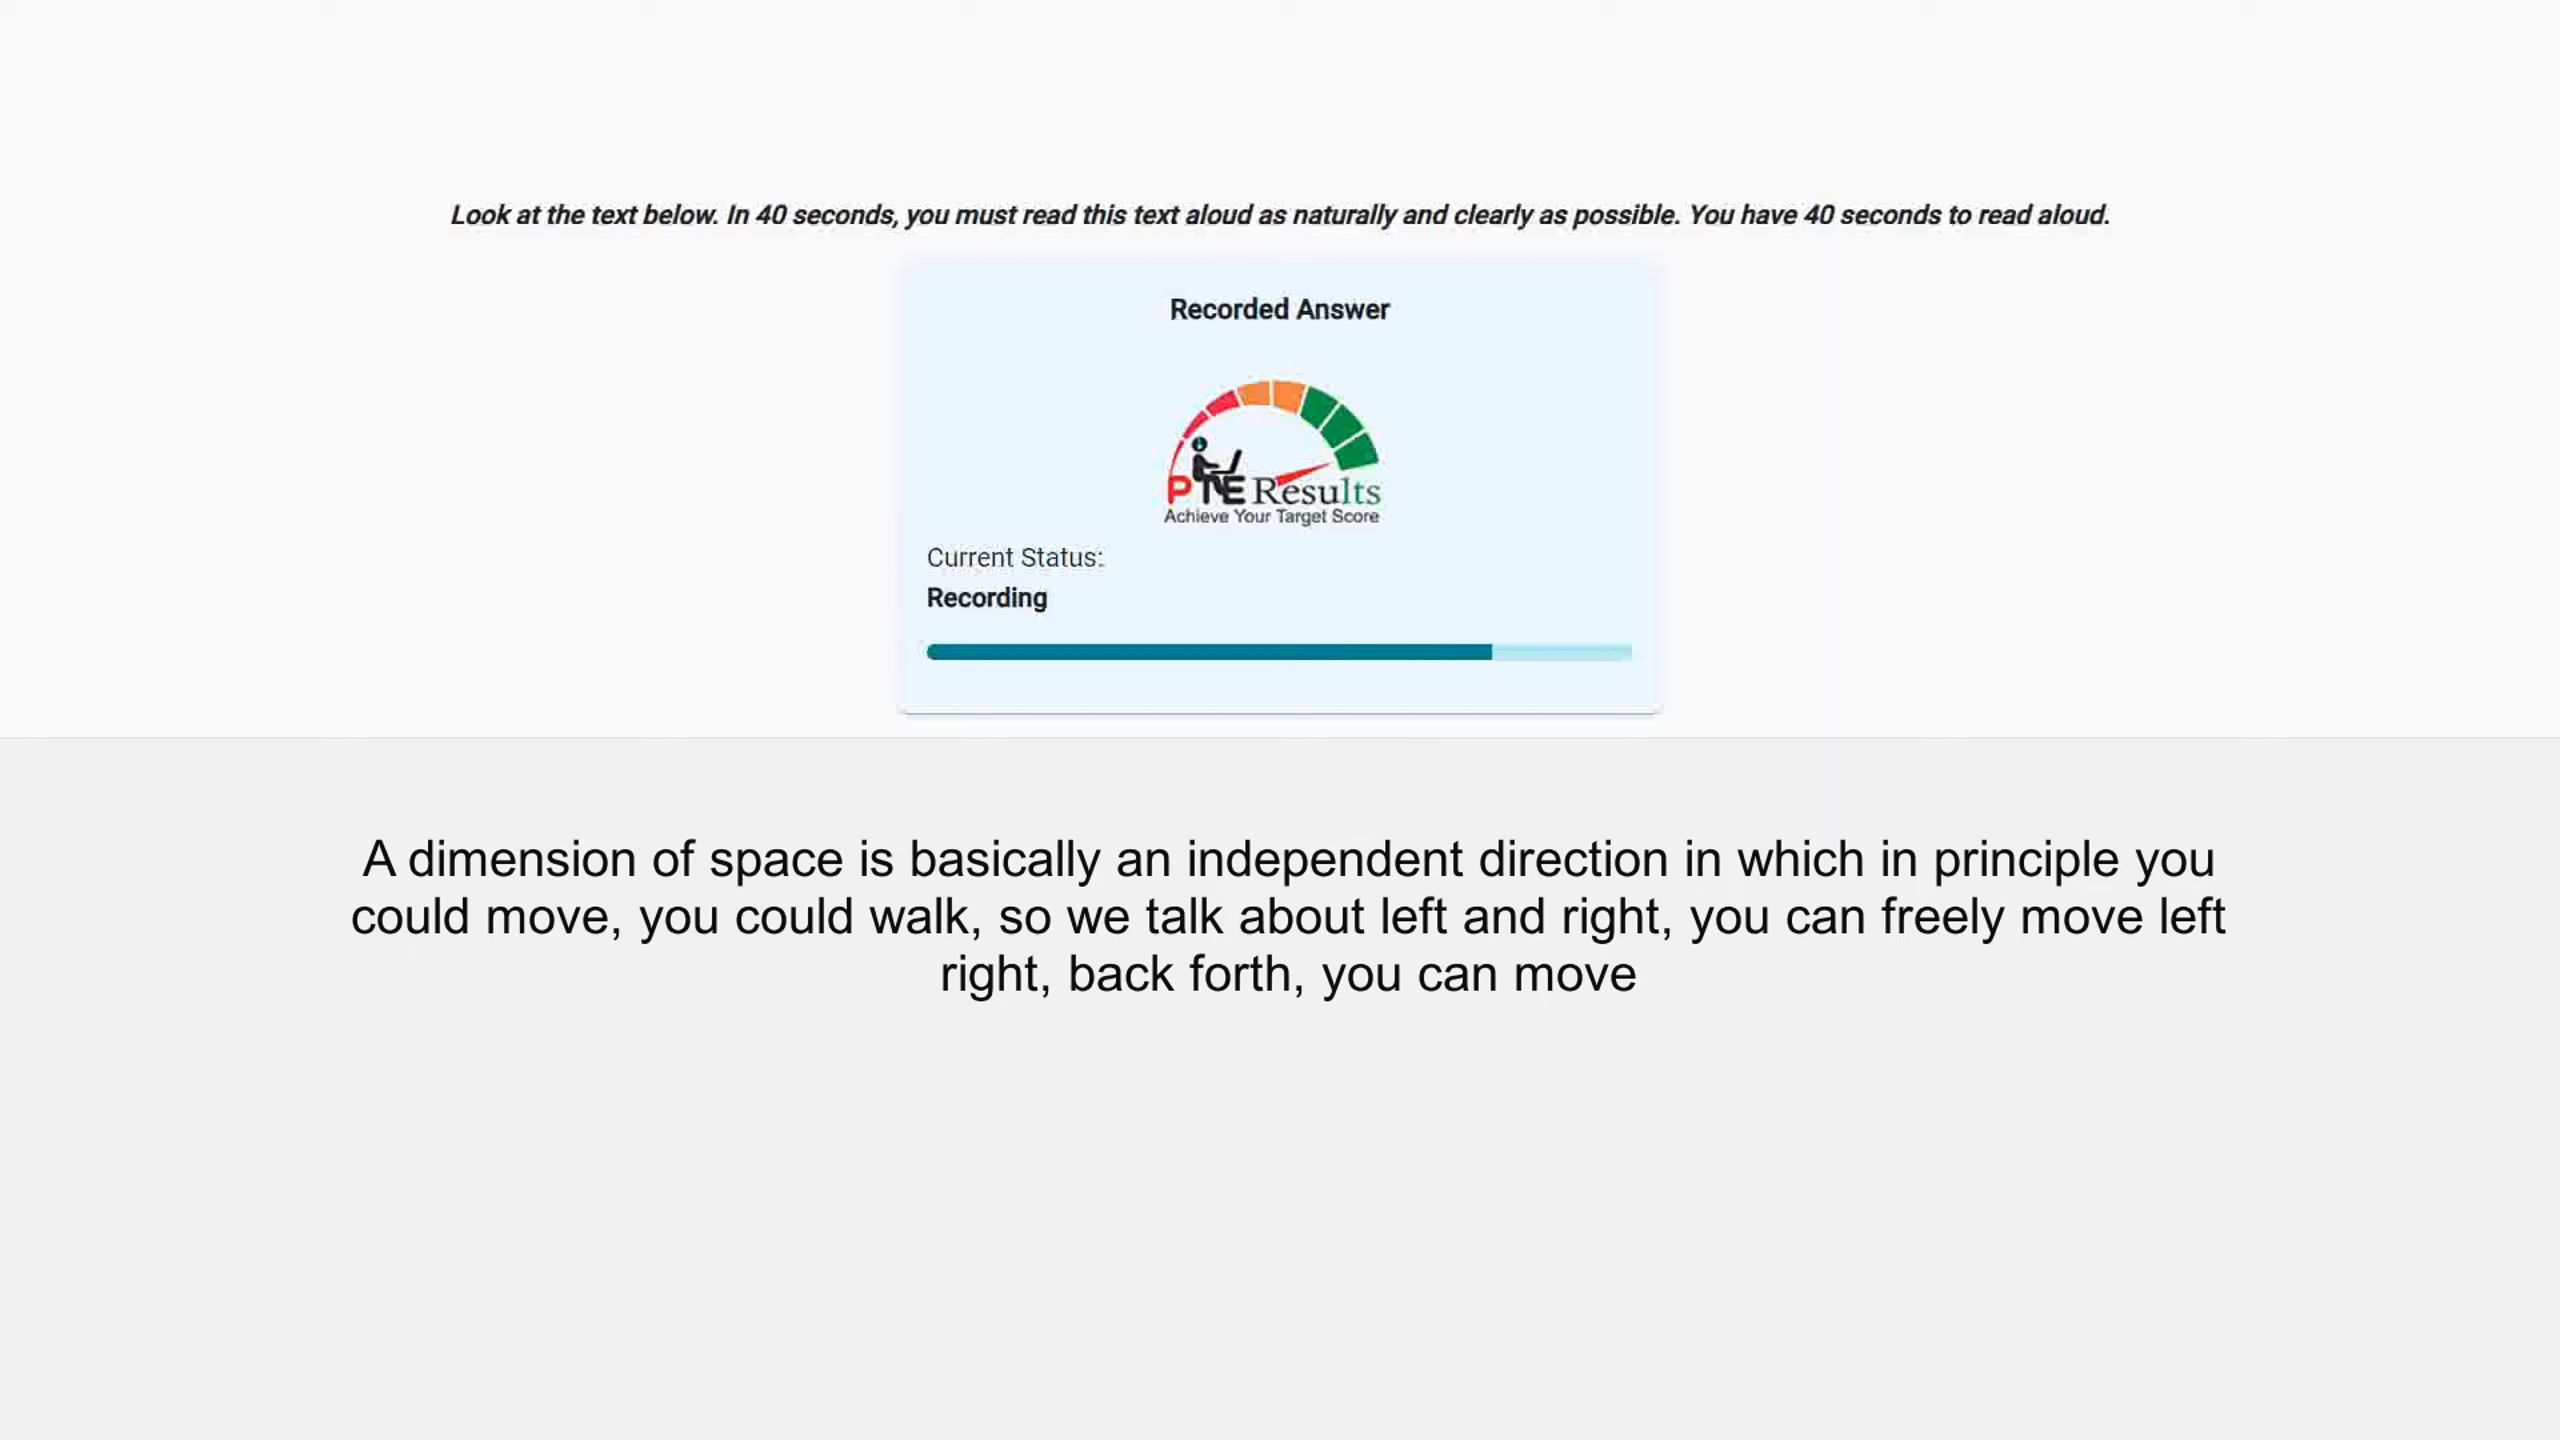 Look at the text below. In 40 seconds, you must read this text aloud as naturally and clearly as possible. You have 40 seconds to read aloud.
Recorded Answer
PTE Results
Achieve Your Target Score
Current Status:
Recording
A dimension of space is basically an independent direction in which in principle you
could move, you could walk, so we talk about left and right, you can freely move left
right, back forth, you can move